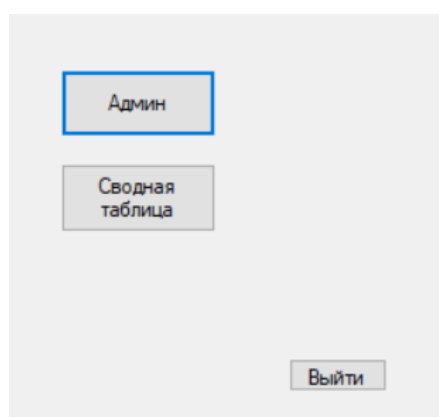 Админ
Сводная
таблица
Выйти